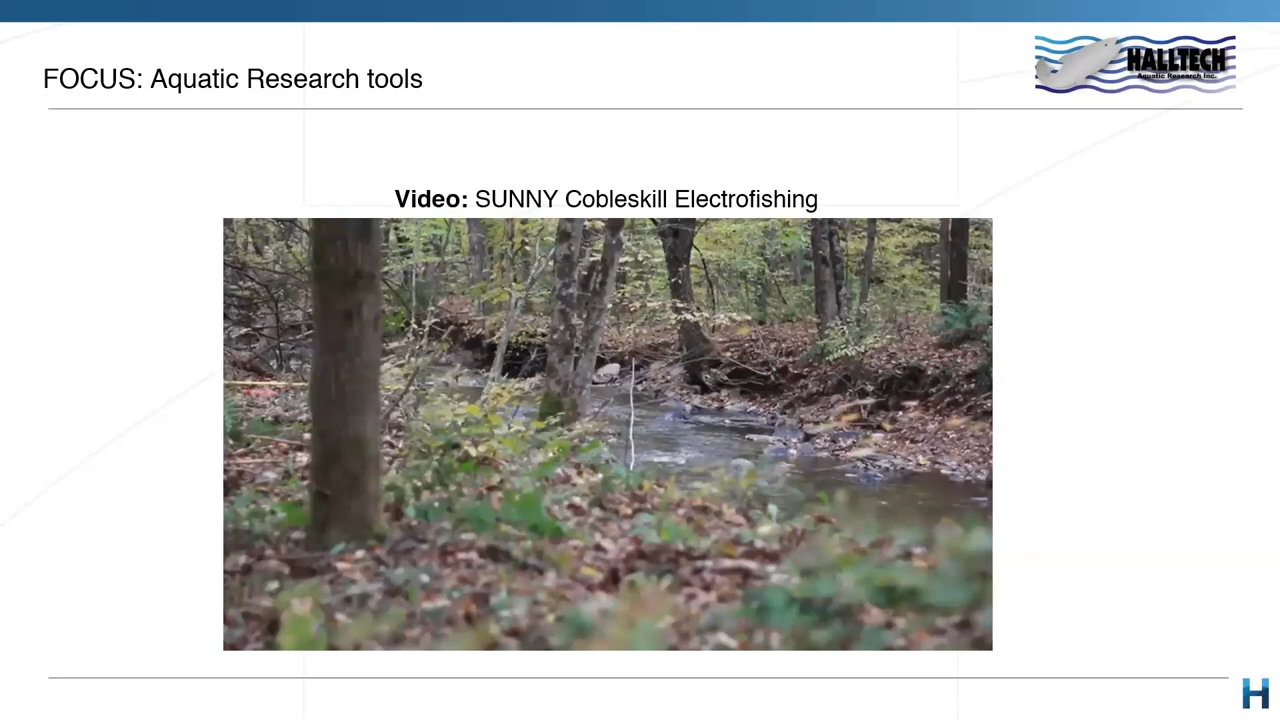 FOCUS: Aquatic Research tools
HALLTECH
Aquatic Research Inc.
Video: SUNNY Cobleskill Electrofishing
H